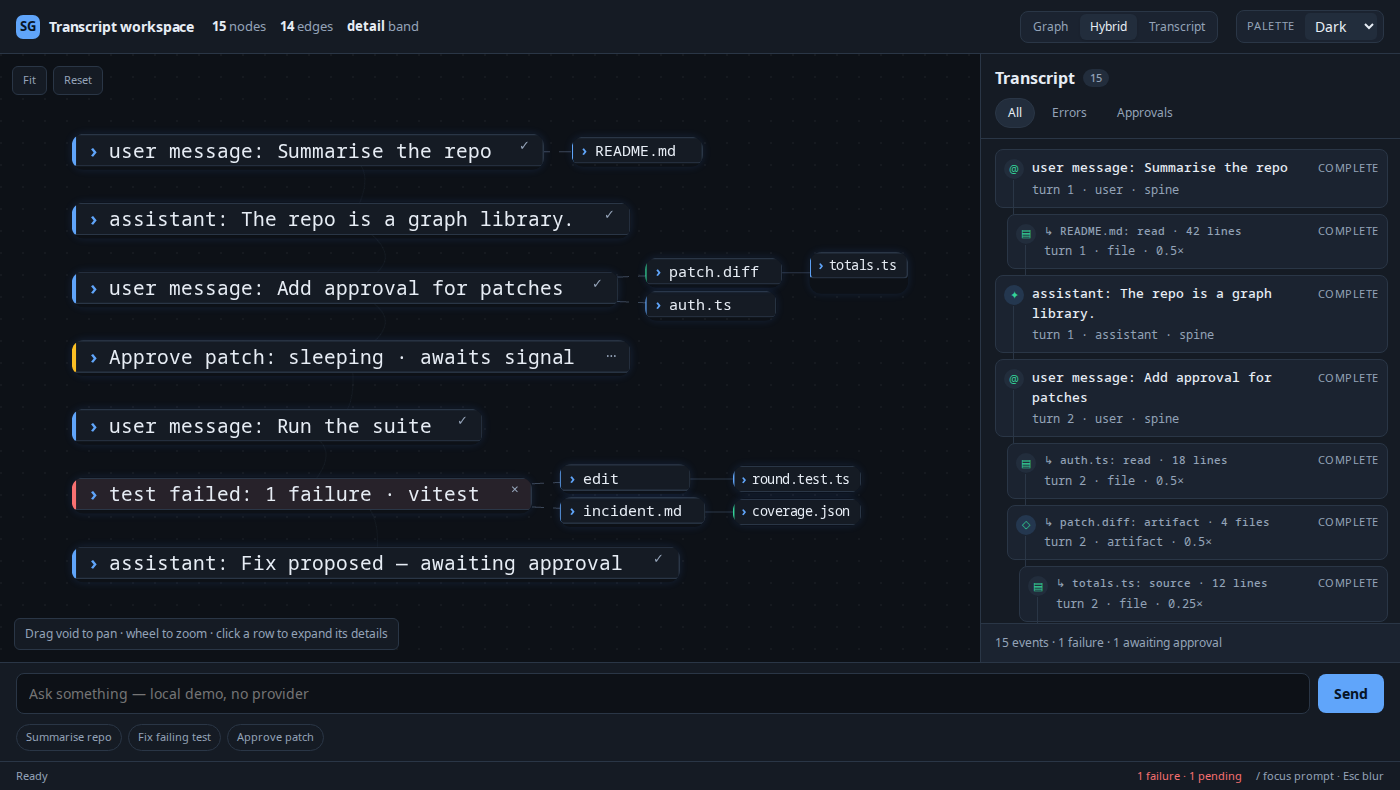 SG Transcript workspace 15 nodes 14 edges detail band
Graph Hybrid Transcript PALETTE Dark
Fit Reset
› user message: Summarise the repo ✓
› README.md
› assistant: The repo is a graph library. ✓
› user message: Add approval for patches ✓
› patch.diff
› totals.ts
› auth.ts
› Approve patch: sleeping · awaits signal ···
› user message: Run the suite ✓
› test failed: 1 failure · vitest ×
› edit
› round.test.ts
› incident.md
› coverage.json
› assistant: Fix proposed — awaiting approval ✓
Drag void to pan · wheel to zoom · click a row to expand its details
Transcript 15
All Errors Approvals
@ user message: Summarise the repo COMPLETE
turn 1 · user · spine
↳ README.md: read · 42 lines COMPLETE
turn 1 · file · 0.5×
assistant: The repo is a graph COMPLETE
library.
turn 1 · assistant · spine
@ user message: Add approval for COMPLETE
patches
turn 2 · user · spine
↳ auth.ts: read · 18 lines COMPLETE
turn 2 · file · 0.5×
↳ patch.diff: artifact · 4 files COMPLETE
turn 2 · artifact · 0.5×
↳ totals.ts: source · 12 lines COMPLETE
turn 2 · file · 0.25×
15 events · 1 failure · 1 awaiting approval
Ask something — local demo, no provider
Send
Summarise repo Fix failing test Approve patch
Ready
1 failure · 1 pending / focus prompt · Esc blur